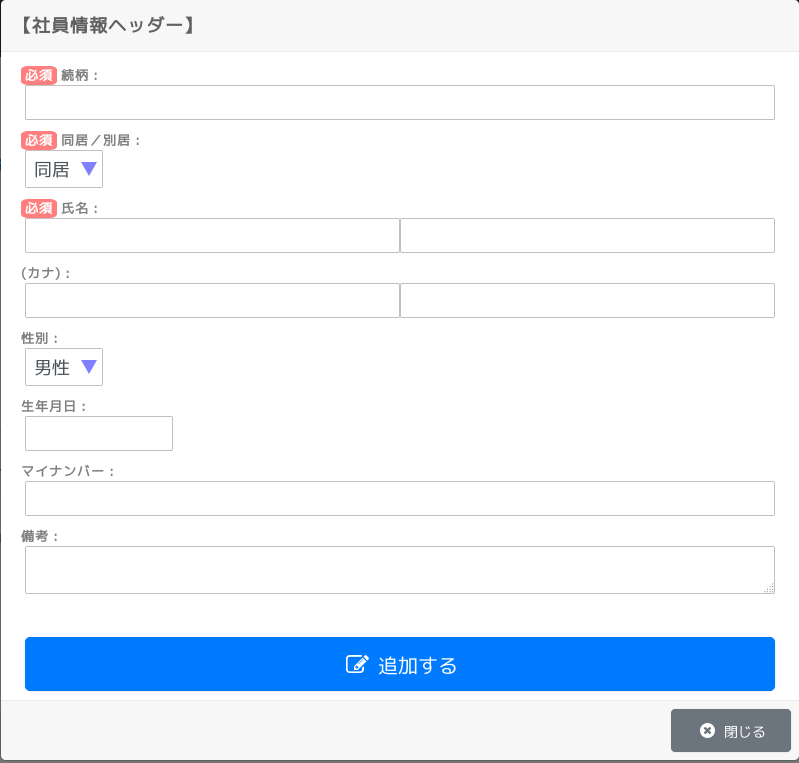 【社員情報ヘッダー】
必須 続柄：
必須 同居／別居：
同居 ▼
必須 氏名：
(カナ)：
性別：
男性 ▼
生年月日：
マイナンバー：
備考：
追加する
閉じる